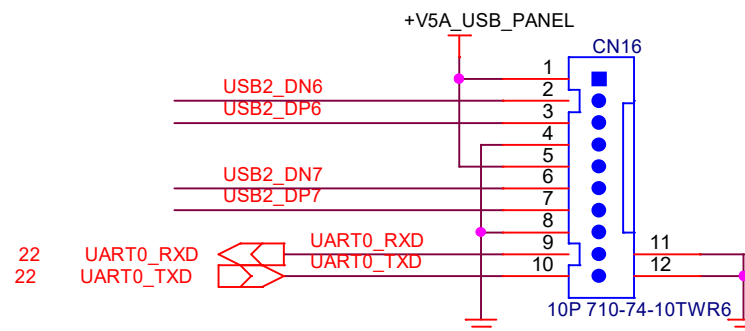 +V5A_USB_PANEL
CN16
1
USB2_DN6
2
USB2_DP6
3
4
5
USB2_DN7
6
USB2_DP7
7
8
22 UART0_RXD UART0_RXD 9 11
22 UART0_TXD UART0_TXD 10 12
10P 710-74-10TWR6